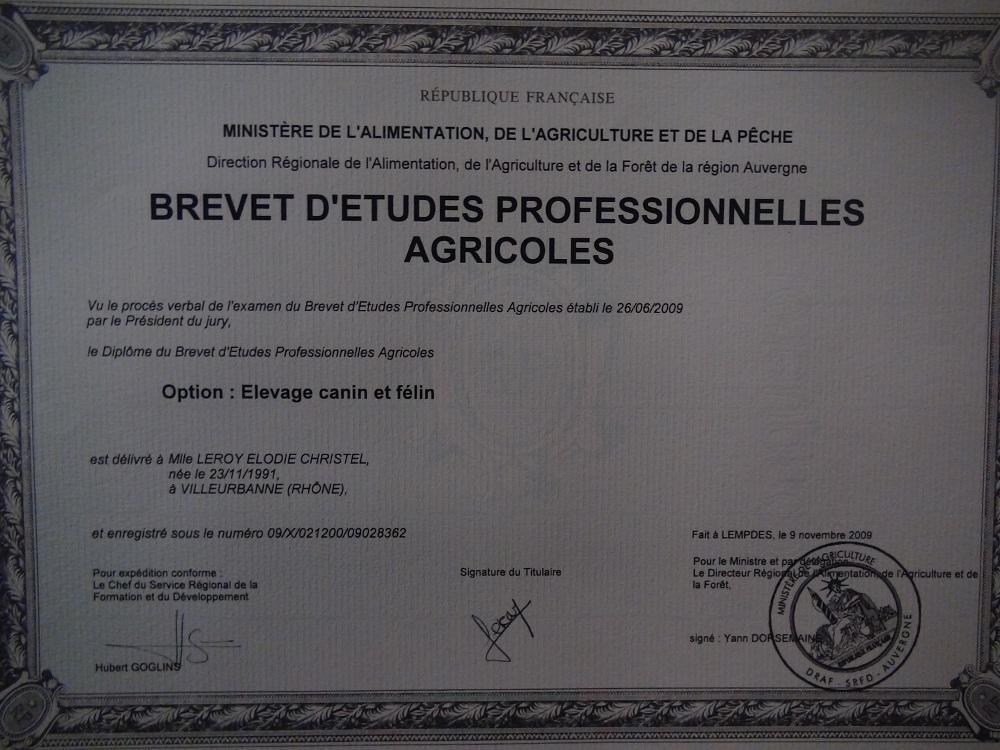 RÉPUBLIQUE FRANÇAISE
MINISTÈRE DE L'ALIMENTATION, DE L'AGRICULTURE ET DE LA PÊCHE
Direction Régionale de l'Alimentation, de l'Agriculture et de la Forêt de la région Auvergne
BREVET D'ETUDES PROFESSIONNELLES
AGRICOLES
Vu le procès verbal de l'examen du Brevet d'Etudes Professionnelles Agricoles établi le 26/06/2009
par le Président du jury,
le Diplôme du Brevet d'Etudes Professionnelles Agricoles
Option : Elevage canin et félin
est délivré à Mlle LEROY ELODIE CHRISTEL,
née le 23/11/1991,
à VILLEURBANNE (RHÔNE),
et enregistré sous le numéro 09/X/021200/09028362
Fait à LEMPDES, le 9 novembre 2009
Pour expédition conforme :
Le Chef du Service Régional de la
Formation et du Développement
Hubert GOGLINS
Signature du Titulaire
Pour le Ministre et par délégation
Le Directeur Régional de l'Alimentation, de l'Agriculture et de
la Forêt,
signé : Yann DORSEMAINE
MINISTÈRE DE L'AGRICULTURE
DRAF - SRFD - AUVERGNE